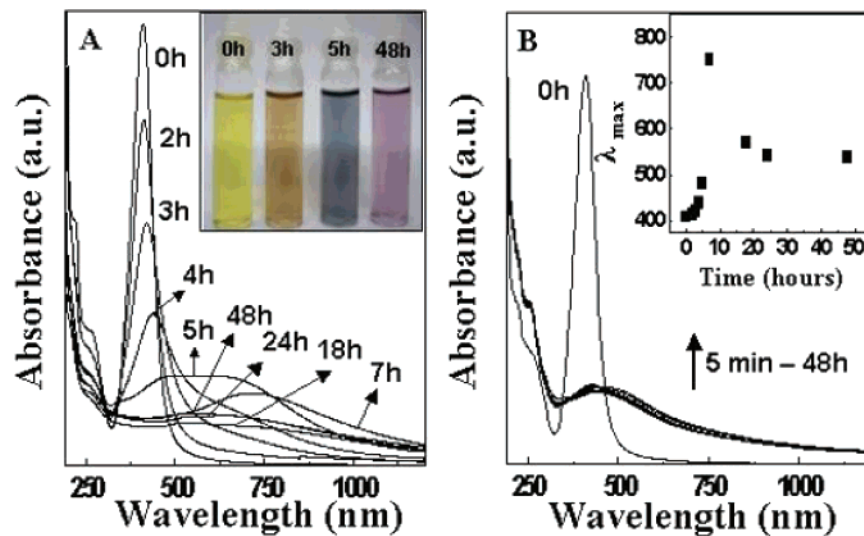 A
0h
2h
3h
4h
5h
48h
24h
18h
7h
0h 3h 5h 48h
Absorbance (a.u.)
250 500 750 1000
Wavelength (nm)
B
0h
5 min – 48h
Absorbance (a.u.)
250 500 750 1000
Wavelength (nm)
λ max
800
700
600
500
400
0 10 20 30 40 50
Time (hours)